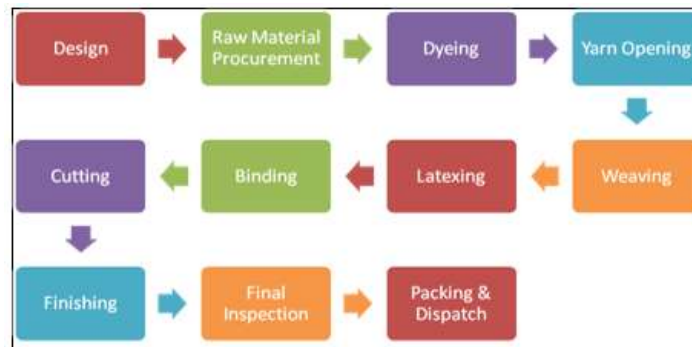 Design
Raw Material
Procurement
Dyeing
Yarn Opening
Weaving
Latexing
Binding
Cutting
Finishing
Final
Inspection
Packing &
Dispatch